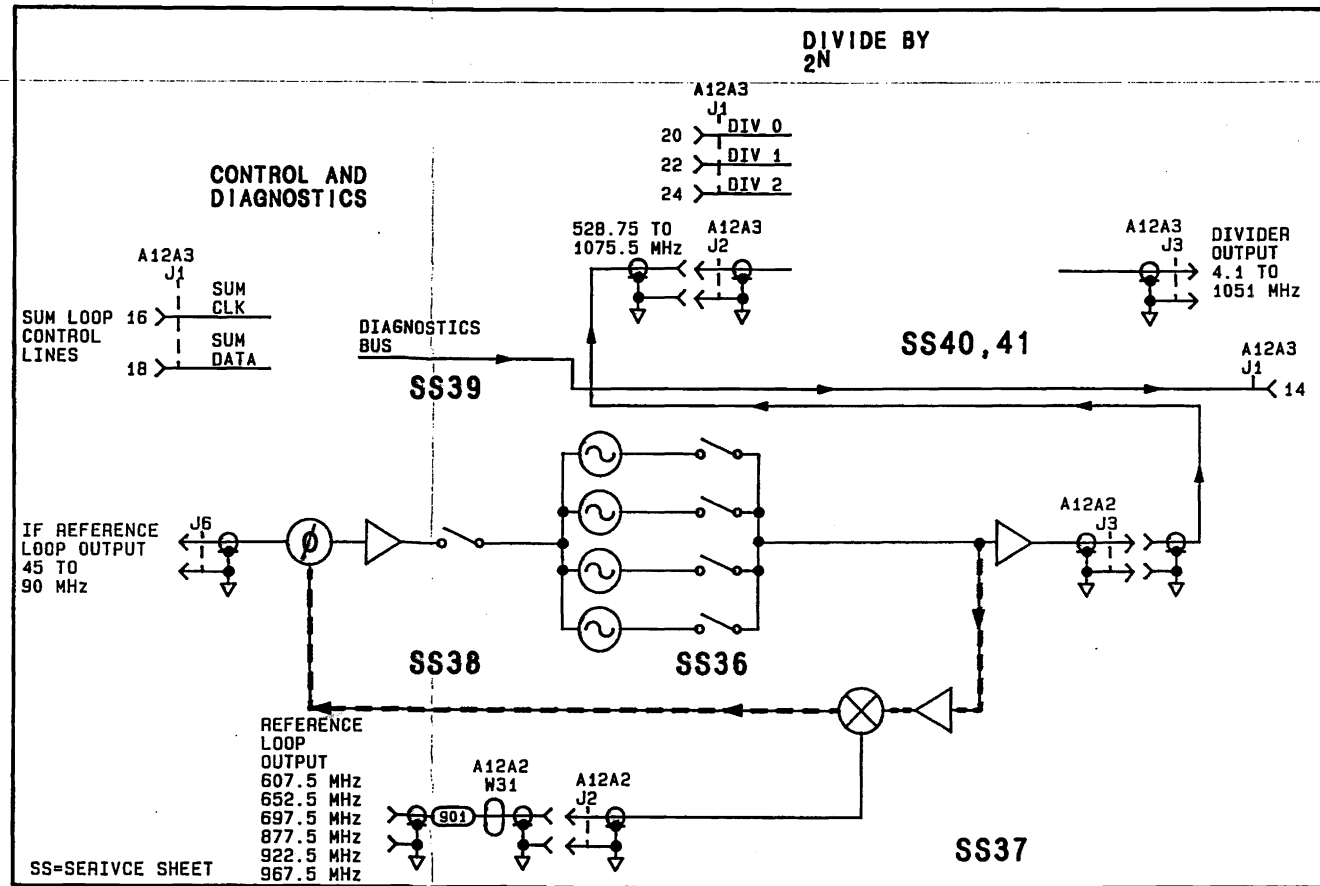 DIVIDE BY
2N
A12A3
J1
20 DIV 0
22 DIV 1
24 DIV 2
CONTROL AND
DIAGNOSTICS
528.75 TO
1075.5 MHz
A12A3
J2
A12A3
J3
DIVIDER
OUTPUT
4.1 TO
1051 MHz
A12A3
J1
SUM LOOP
CONTROL
LINES
16
SUM
CLK
18
SUM
DATA
DIAGNOSTICS
BUS
SS39
SS40,41
A12A3
J1
14
IF REFERENCE
LOOP OUTPUT
45 TO
90 MHz
J6
ø
A12A2
J3
SS38
SS36
REFERENCE
LOOP
OUTPUT
607.5 MHz
652.5 MHz
697.5 MHz
877.5 MHz
922.5 MHz
967.5 MHz
901
A12A2
W31
A12A2
J2
SS37
SS=SERIVCE SHEET